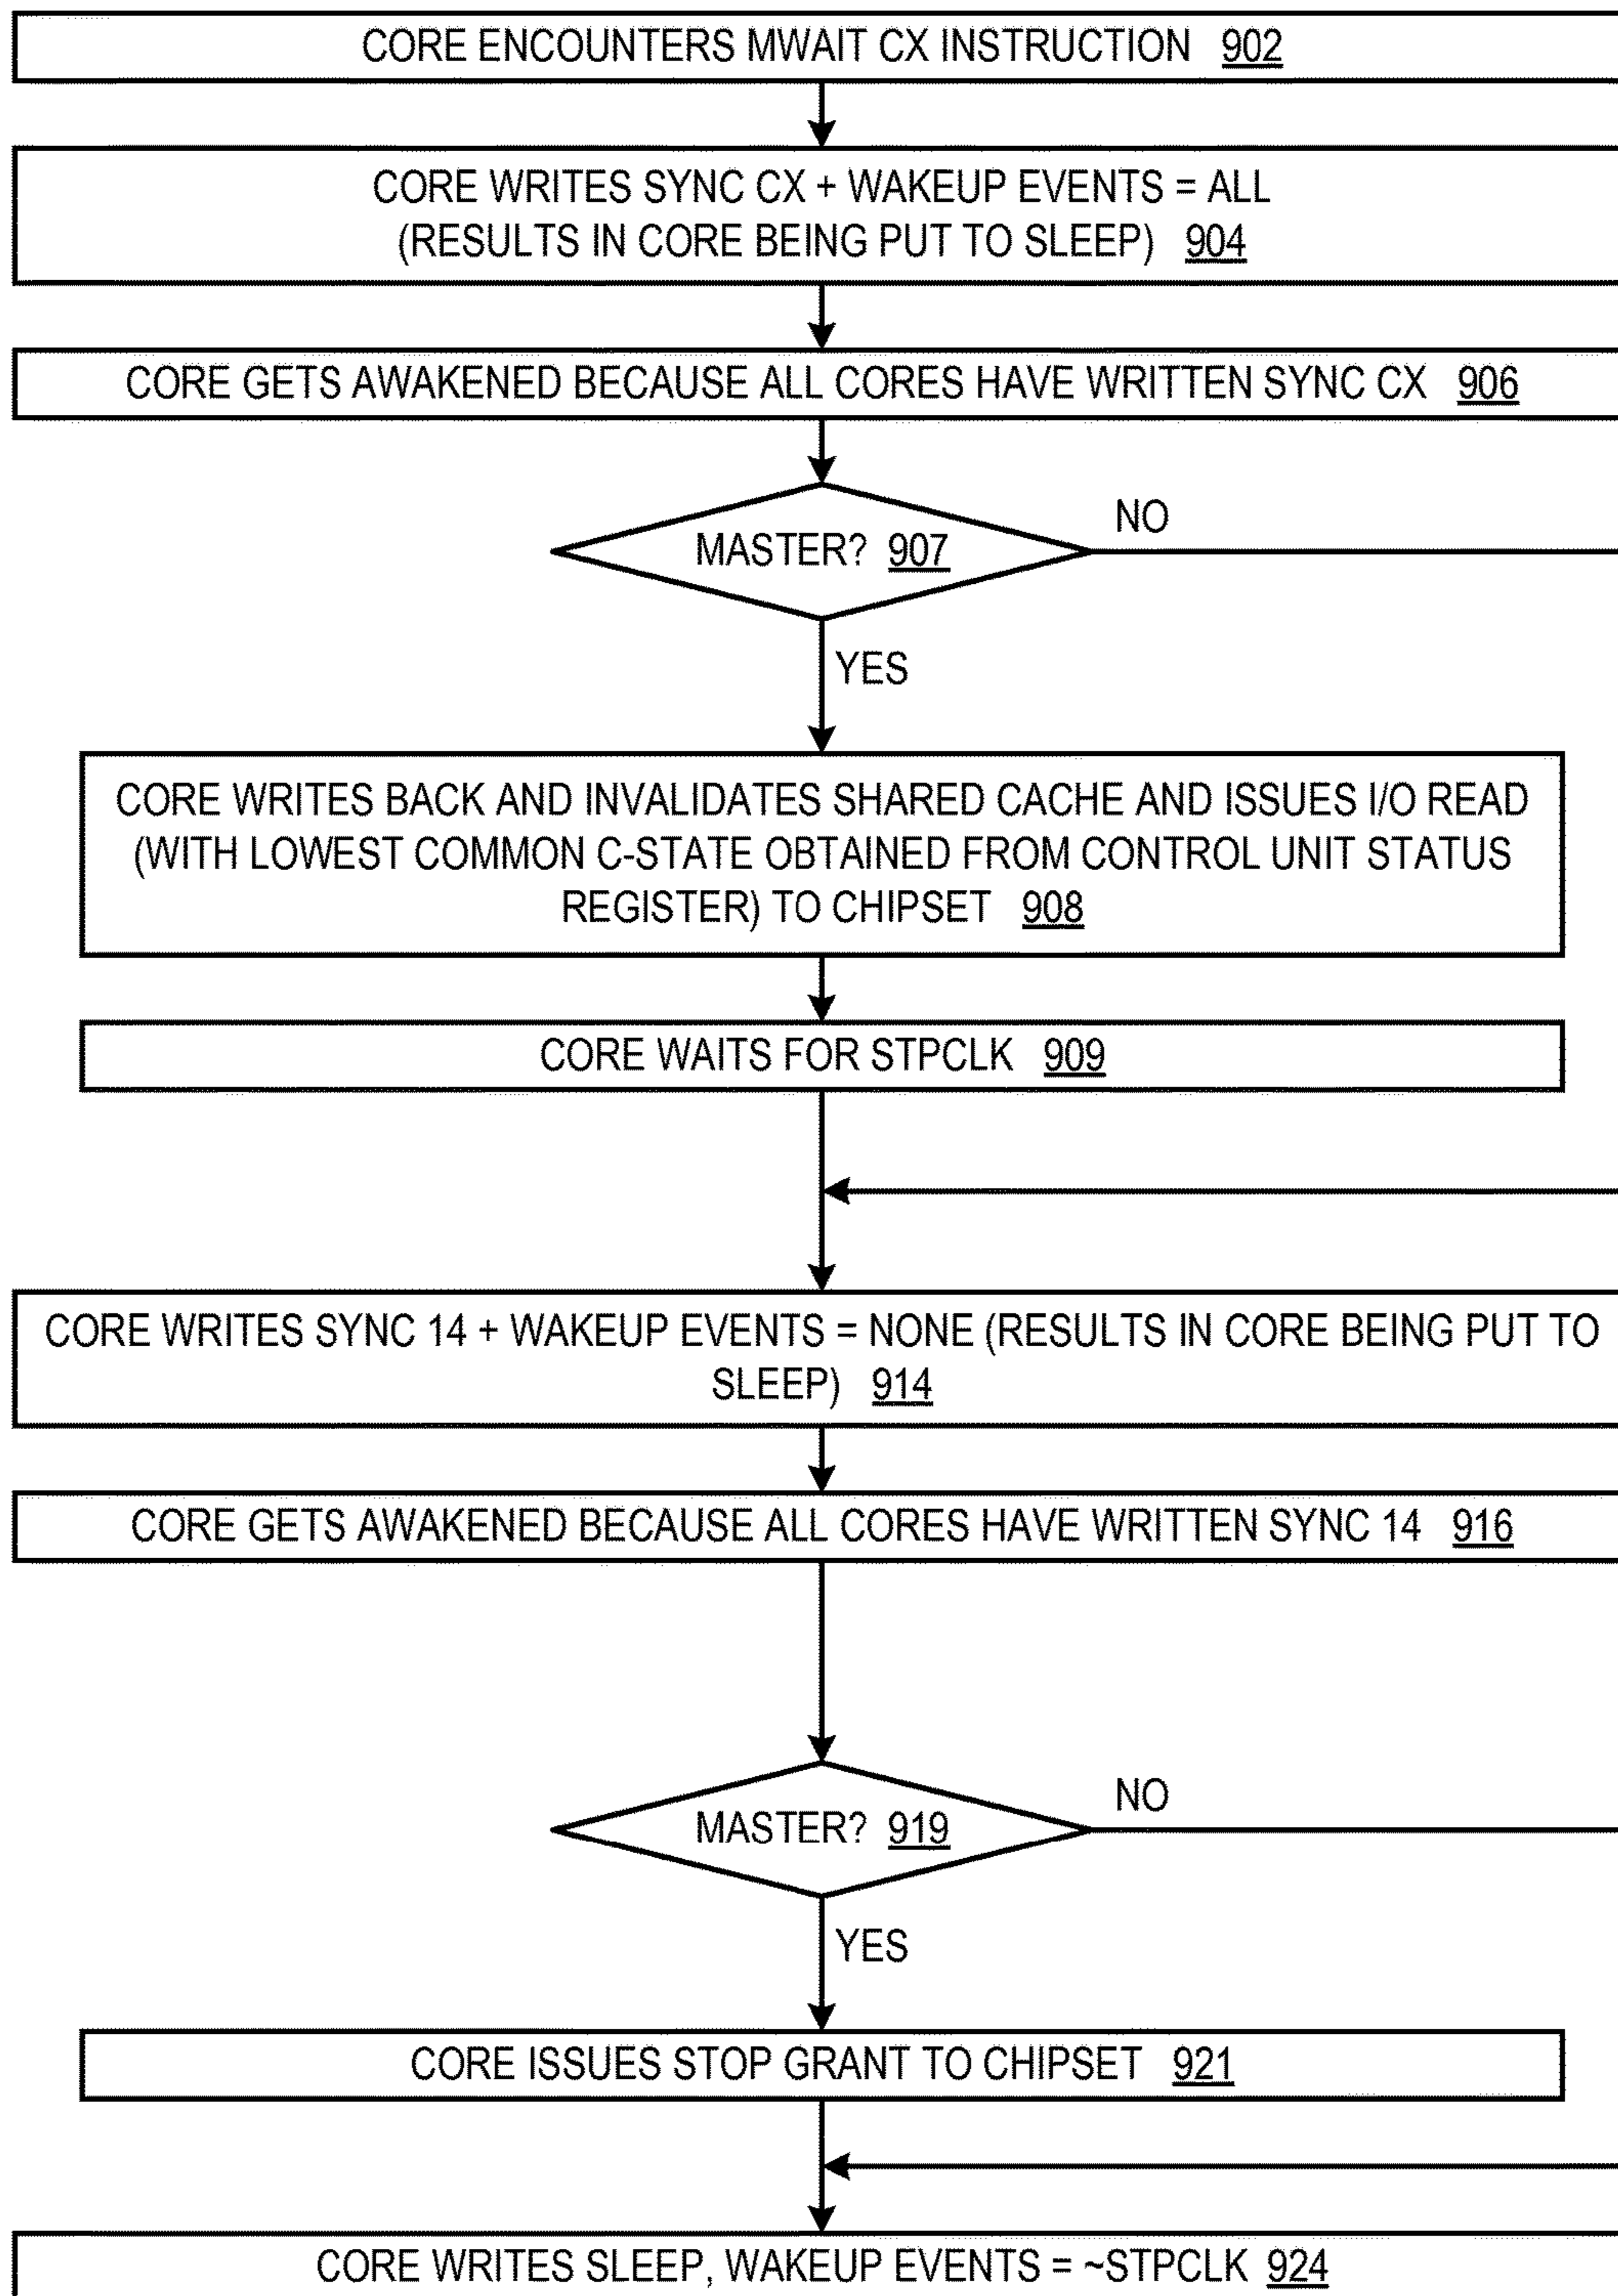 CORE ENCOUNTERS MWAIT CX INSTRUCTION 902
CORE WRITES SYNC CX + WAKEUP EVENTS = ALL
(RESULTS IN CORE BEING PUT TO SLEEP) 904
CORE GETS AWAKENED BECAUSE ALL CORES HAVE WRITTEN SYNC CX 906
MASTER? 907
NO
YES
CORE WRITES BACK AND INVALIDATES SHARED CACHE AND ISSUES I/O READ
(WITH LOWEST COMMON C-STATE OBTAINED FROM CONTROL UNIT STATUS
REGISTER) TO CHIPSET 908
CORE WAITS FOR STPCLK 909
CORE WRITES SYNC 14 + WAKEUP EVENTS = NONE (RESULTS IN CORE BEING PUT TO
SLEEP) 914
CORE GETS AWAKENED BECAUSE ALL CORES HAVE WRITTEN SYNC 14 916
MASTER? 919
NO
YES
CORE ISSUES STOP GRANT TO CHIPSET 921
CORE WRITES SLEEP, WAKEUP EVENTS = ~STPCLK 924